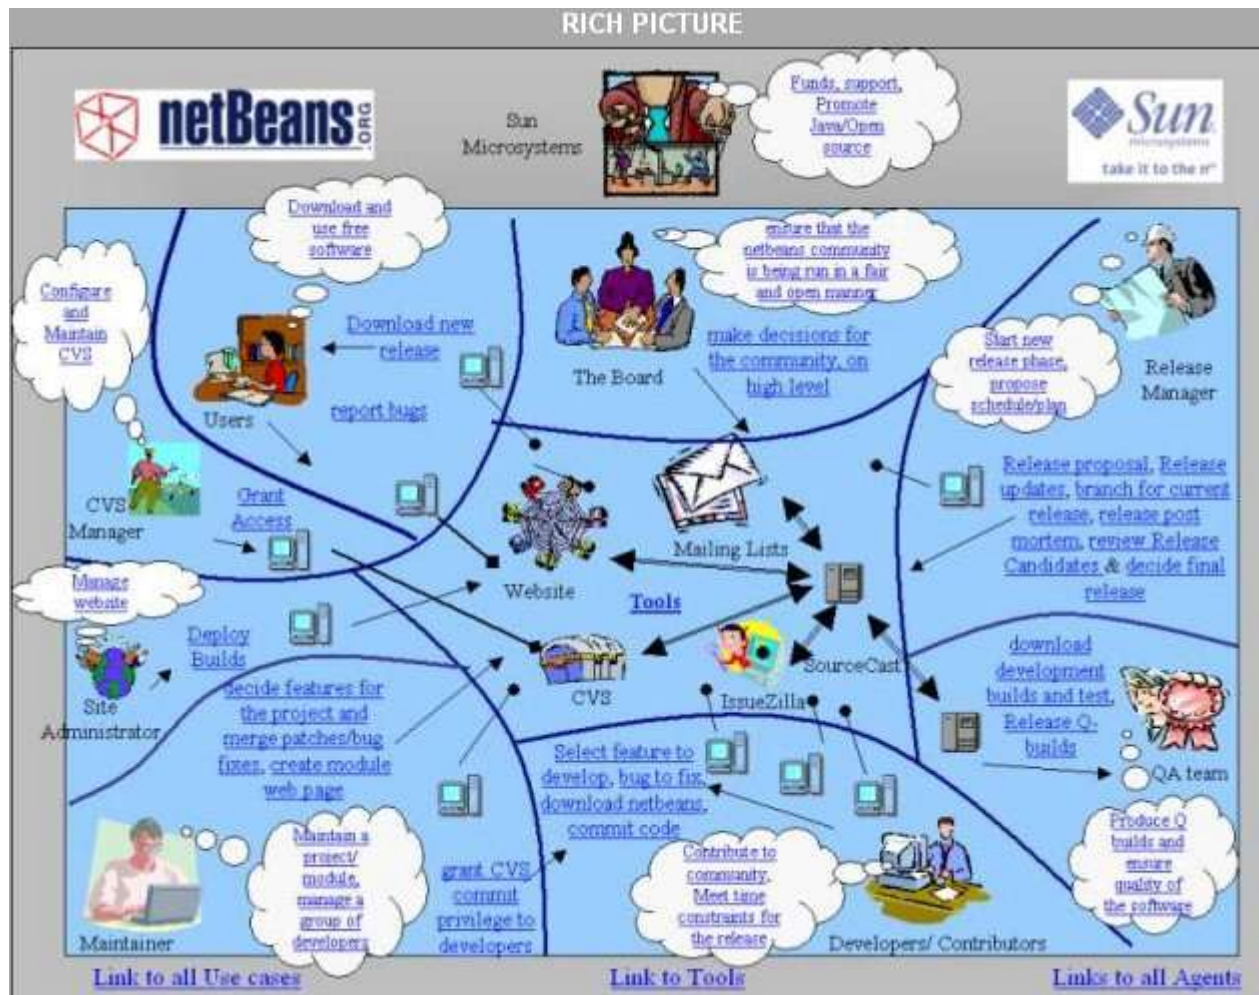 RICH PICTURE
netBeans
.ORG
Sun
Microsystems
Funds, support,
Promote
Java/Open
source
Sun
microsystems
take it to the nth
Download and
use free
software
ensure that the
netbeans community
is being run in a fair
and open manner
Configure
and
Maintain
CVS
Download new
release
make decisions for
the community, on
high level
The Board
Start new
release phase,
propose
schedule/plan
Release
Manager
Users
report bugs
CVS
Manager
Grant
Access
Mailing Lists
Release proposal, Release
updates, branch for current
release, release post
mortem, review Release
Candidates & decide final
release
Manage
website
Website
Tools
Deploy
Builds
Site
Administrator
CVS
IssueZilla
SourceCast
download
development
builds and test,
Release Q-
builds
QA team
decide features for
the project and
merge patches/bug
fixes, create module
web page
Select feature to
develop, bug to fix,
download netbeans,
commit code
Maintain a
project/
module,
manage a
group of
developers
Maintainer
grant CVS
commit
privilege to
developers
Contribute to
community,
Meet time
constraints for
the release
Developers/ Contributors
Produce Q
builds and
ensure
quality of
the software
Link to all Use cases
Link to Tools
Links to all Agents